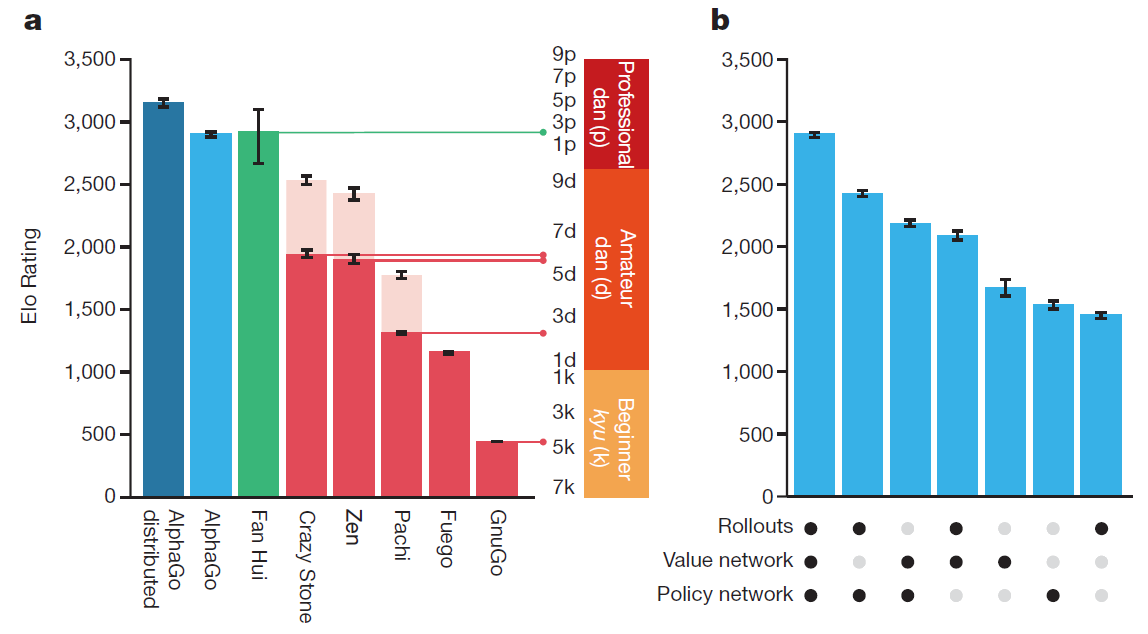 a
Elo Rating
3,500
3,000
2,500
2,000
1,500
1,000
500
0
AlphaGo
distributed
AlphaGo
Fan Hui
Crazy Stone
Zen
Pachi
Fuego
GnuGo
9p
7p
5p
3p
1p
9d
7d
5d
3d
1d
1k
3k
5k
7k
Professional
dan (p)
Amateur
dan (d)
Beginner
kyu (k)
b
3,500
3,000
2,500
2,000
1,500
1,000
500
0
Rollouts
Value network
Policy network